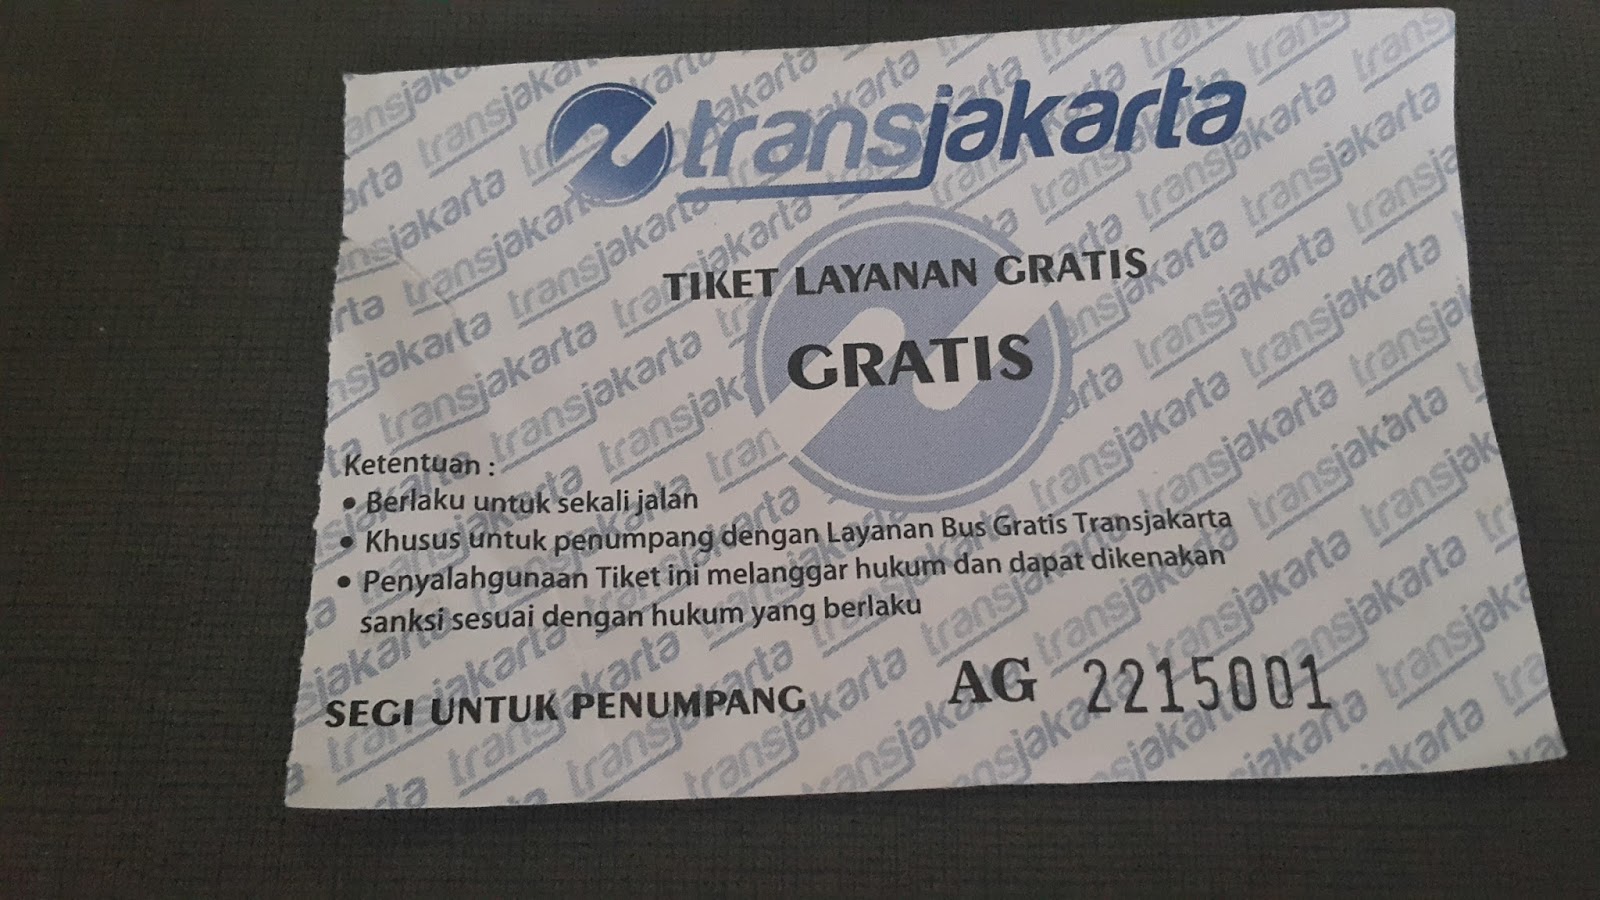 transjakarta
TIKET LAYANAN GRATIS
GRATIS
Ketentuan :
• Berlaku untuk sekali jalan
• Khusus untuk penumpang dengan Layanan Bus Gratis Transjakarta
• Penyalahgunaan Tiket ini melanggar hukum dan dapat dikenakan
sanksi sesuai dengan hukum yang berlaku
SEGI UNTUK PENUMPANG
AG 2215001